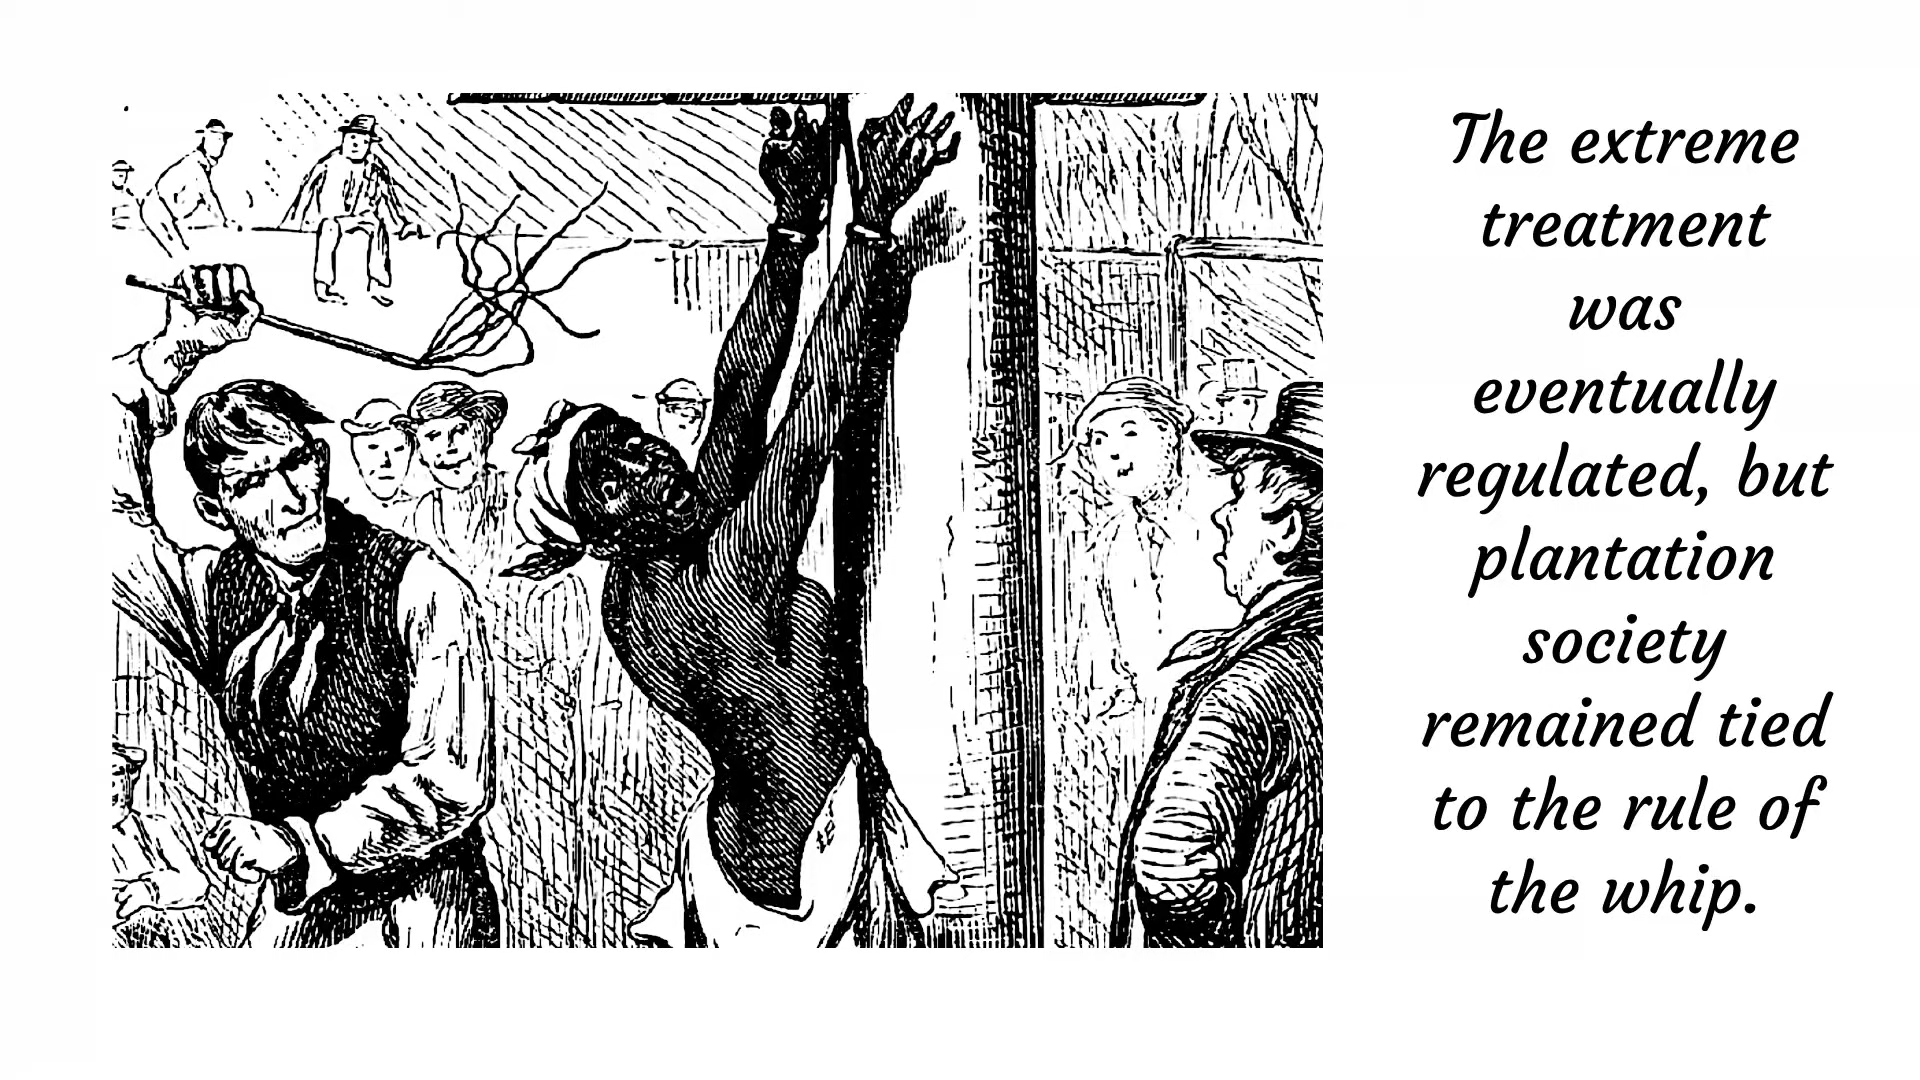 The extreme
treatment
was
eventually
regulated, but
plantation
society
remained tied
to the rule of
the whip.